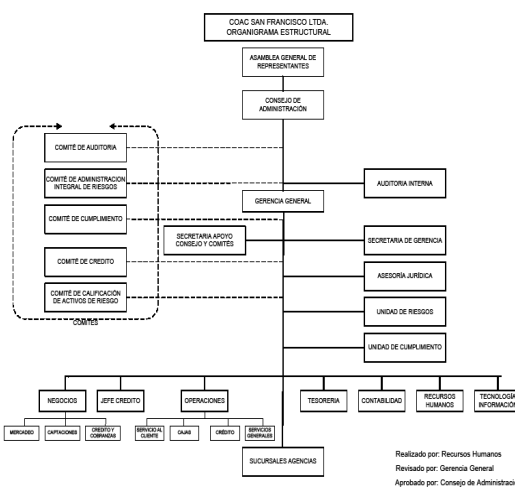 COAC SAN FRANCISCO LTDA.
ORGANIGRAMA ESTRUCTURAL
ASAMBLEA GENERAL DE
REPRESENTANTES
CONSEJO DE
ADMINISTRACIÓN
COMITÉ DE AUDITORIA
COMITÉ DE ADMINISTRACION
INTEGRAL DE RIESGOS
AUDITORIA INTERNA
GERENCIA GENERAL
COMITÉ DE CUMPLIMIENTO
SECRETARIA APOYO
CONSEJO Y COMITÉS
SECRETARIA DE GERENCIA
COMITÉ DE CREDITO
ASESORÍA JURÍDICA
COMITÉ DE CALIFICACIÓN
DE ACTIVOS DE RIESGO
COMITES
UNIDAD DE RIESGOS
UNIDAD DE CUMPLIMIENTO
NEGOCIOS
JEFE CREDITO
OPERACIONES
TESORERIA
CONTABILIDAD
RECURSOS
HUMANOS
TECNOLOGÍA
INFORMACIÓN
MERCADEO
CAPTACIONES
CREDITO Y
COBRANZAS
SERVICIO AL
CLIENTE
CAJAS
CRÉDITO
SERVICIOS
GENERALES
SUCURSALES AGENCIAS
Realizado por: Recursos Humanos
Revisado por: Gerencia General
Aprobado por: Consejo de Administraci